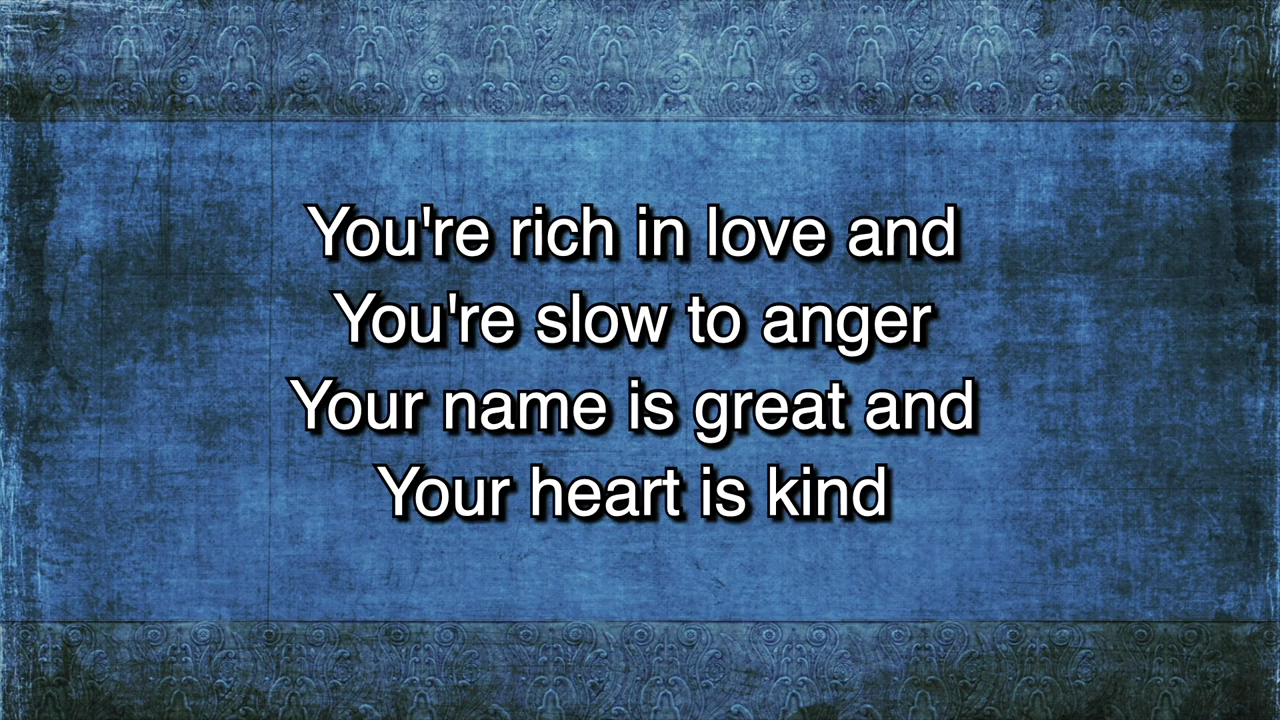 You're rich in love and
You're slow to anger
Your name is great and
Your heart is kind